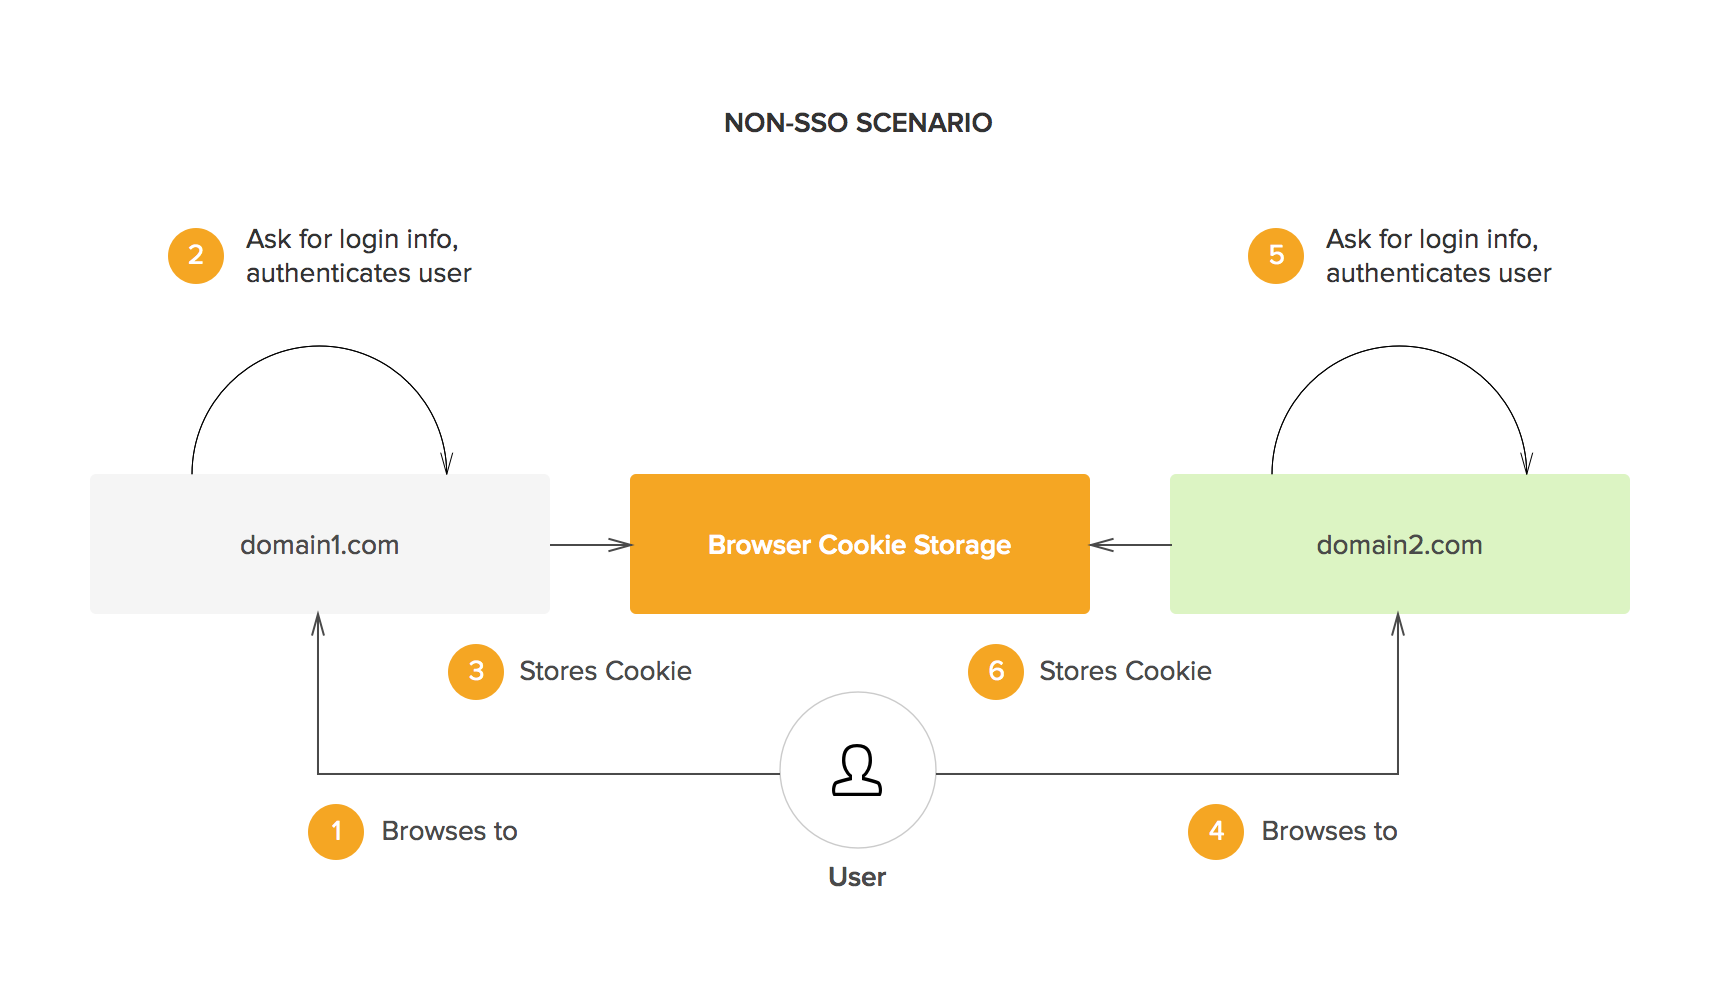 NON-SSO SCENARIO
2
Ask for login info,
authenticates user
5
Ask for login info,
authenticates user
domain1.com
Browser Cookie Storage
domain2.com
3
Stores Cookie
6
Stores Cookie
1
Browses to
4
Browses to
User